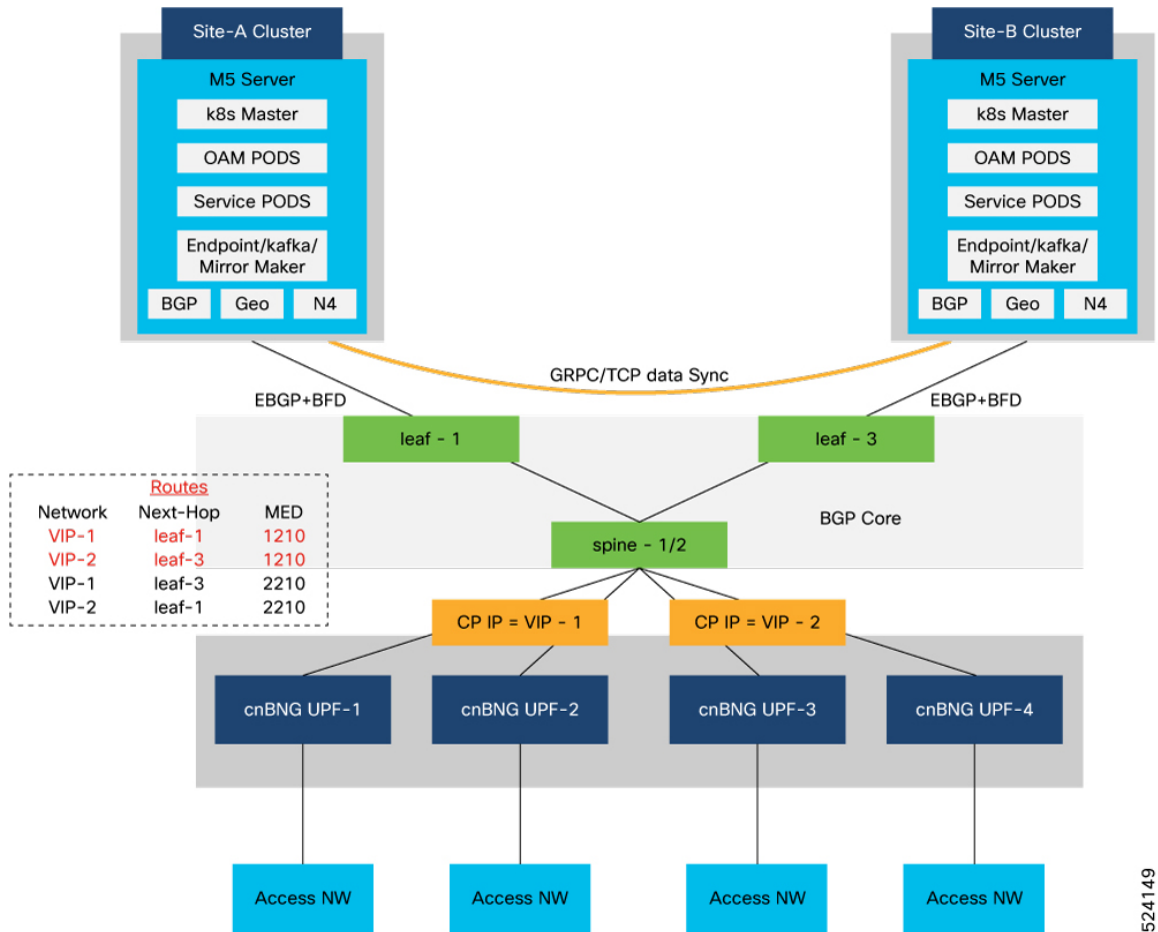 Site-A Cluster
Site-B Cluster
M5 Server
k8s Master
OAM PODS
Service PODS
Endpoint/kafka/
Mirror Maker
BGP Geo N4
M5 Server
k8s Master
OAM PODS
Service PODS
Endpoint/kafka/
Mirror Maker
BGP Geo N4
GRPC/TCP data Sync
EBGP+BFD
EBGP+BFD
leaf - 1
leaf - 3
Routes
Network Next-Hop MED
VIP-1 leaf-1 1210
VIP-2 leaf-3 1210
VIP-1 leaf-3 2210
VIP-2 leaf-1 2210
BGP Core
spine - 1/2
CP IP = VIP - 1
CP IP = VIP - 2
cnBNG UPF-1
cnBNG UPF-2
cnBNG UPF-3
cnBNG UPF-4
Access NW
Access NW
Access NW
Access NW
524149